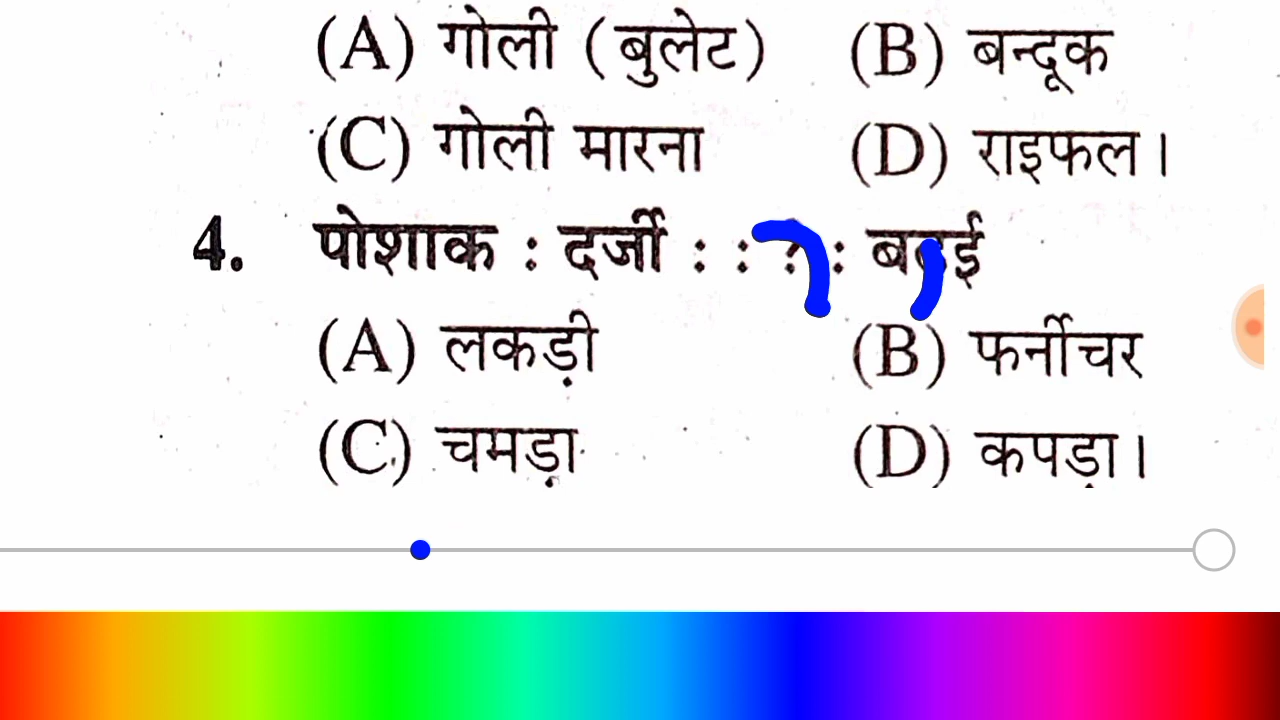 (A) गोली (बुलेट) (B) बन्दूक
(C) गोली मारना (D) राइफल।
4. पोशाक : दर्जी : : ? : बढ़ई
(A) लकड़ी (B) फर्नीचर
(C) चमड़ा (D) कपड़ा।